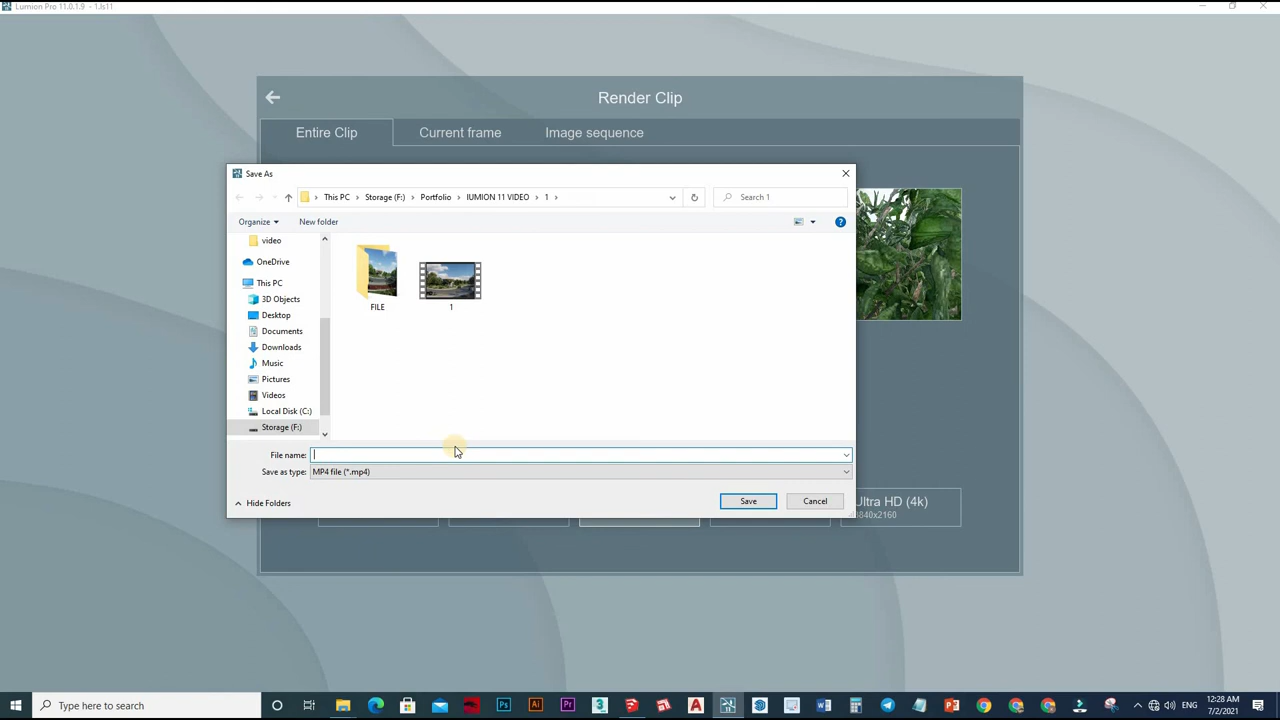 Lumion Pro 11.0.1.9 - 1.ls11
Render Clip
Entire Clip
Current frame
Image sequence
Save As
This PC › Storage (F:) › Portfolio › lUMION 11 VIDEO › 1 ›
Search 1
Organize
New folder
video
OneDrive
This PC
3D Objects
Desktop
Documents
Downloads
Music
Pictures
Videos
Local Disk (C:)
Storage (F:)
FILE
1
File name:
Save as type: MP4 file (*.mp4)
Hide Folders
Save
Cancel
Ultra HD (4k)
3840x2160
Type here to search
12:28 AM
7/2/2021